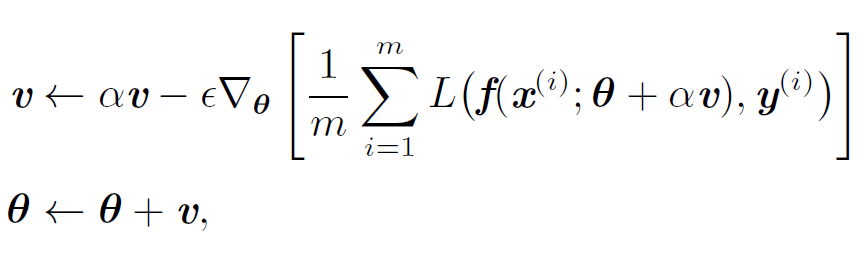 v ← αv − ϵ∇_θ [ 1/m ∑_{i=1}^{m} L(f(x^{(i)}; θ + αv), y^{(i)}) ]
θ ← θ + v,